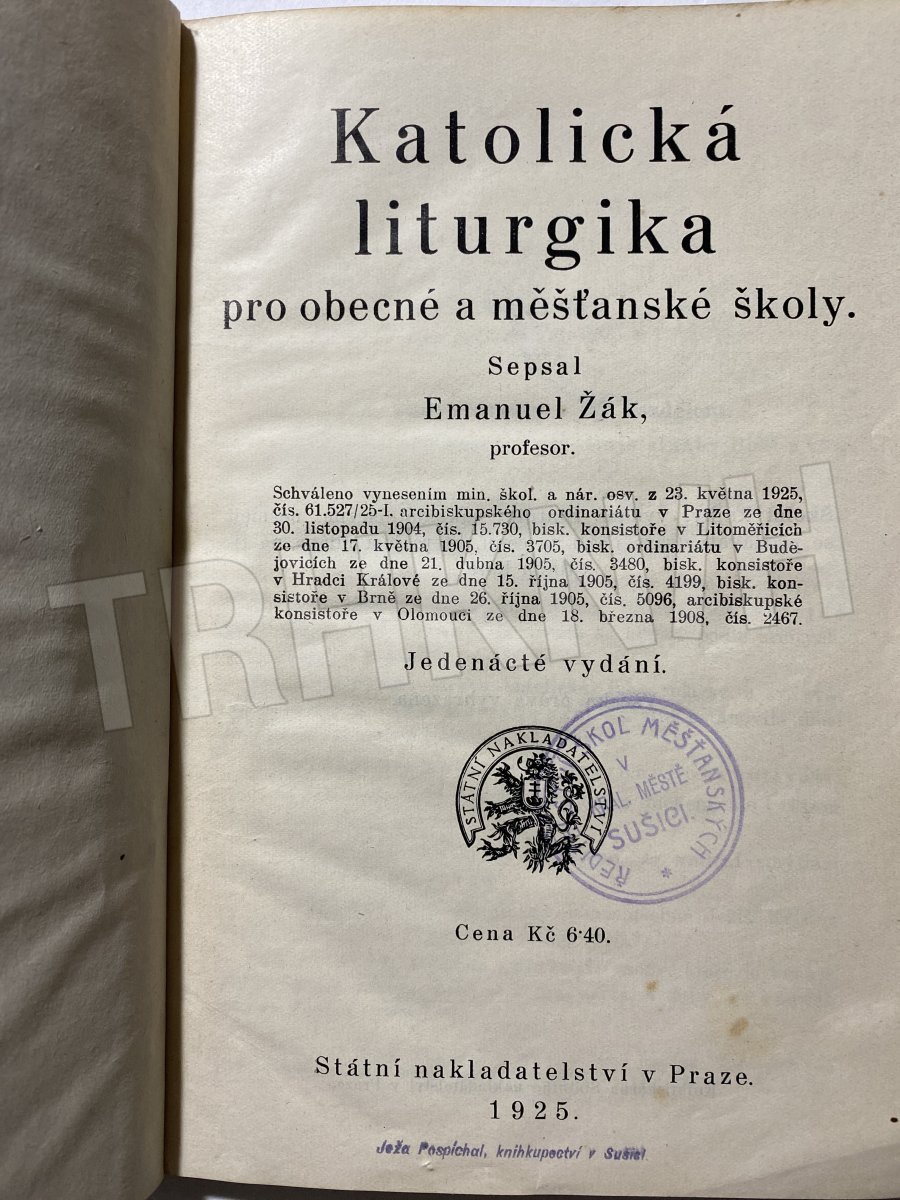 Katolická
liturgika
pro obecné a měšťanské školy.
Sepsal
Emanuel Žák,
profesor.
Schváleno vynesením min. škol. a nár. osv. z 23. května 1925,
čís. 61.527/25-I. arcibiskupského ordinariátu v Praze ze dne
30. listopadu 1904, čís. 15.730, bisk. konsistoře v Litoměřicích
ze dne 17. května 1905, čís. 3705, bisk. ordinariátu v Budě-
jovicích ze dne 21. dubna 1905, čís. 3480, bisk. konsistoře
v Hradci Králové ze dne 15. října 1905, čís. 4199, bisk. kon-
sistoře v Brně ze dne 26. října 1905, čís. 5096, arcibiskupské
konsistoře v Olomouci ze dne 18. března 1908, čís. 2467.
Jedenácté vydání.
STÁTNÍ NAKLADATELSTVÍ
MĚŠŤANSKÝCH
V
MĚSTĚ
SUŠICI.
Cena Kč 6·40.
Státní nakladatelství v Praze.
1925.
Joža Pospíchal, knihkupectví v Sušici